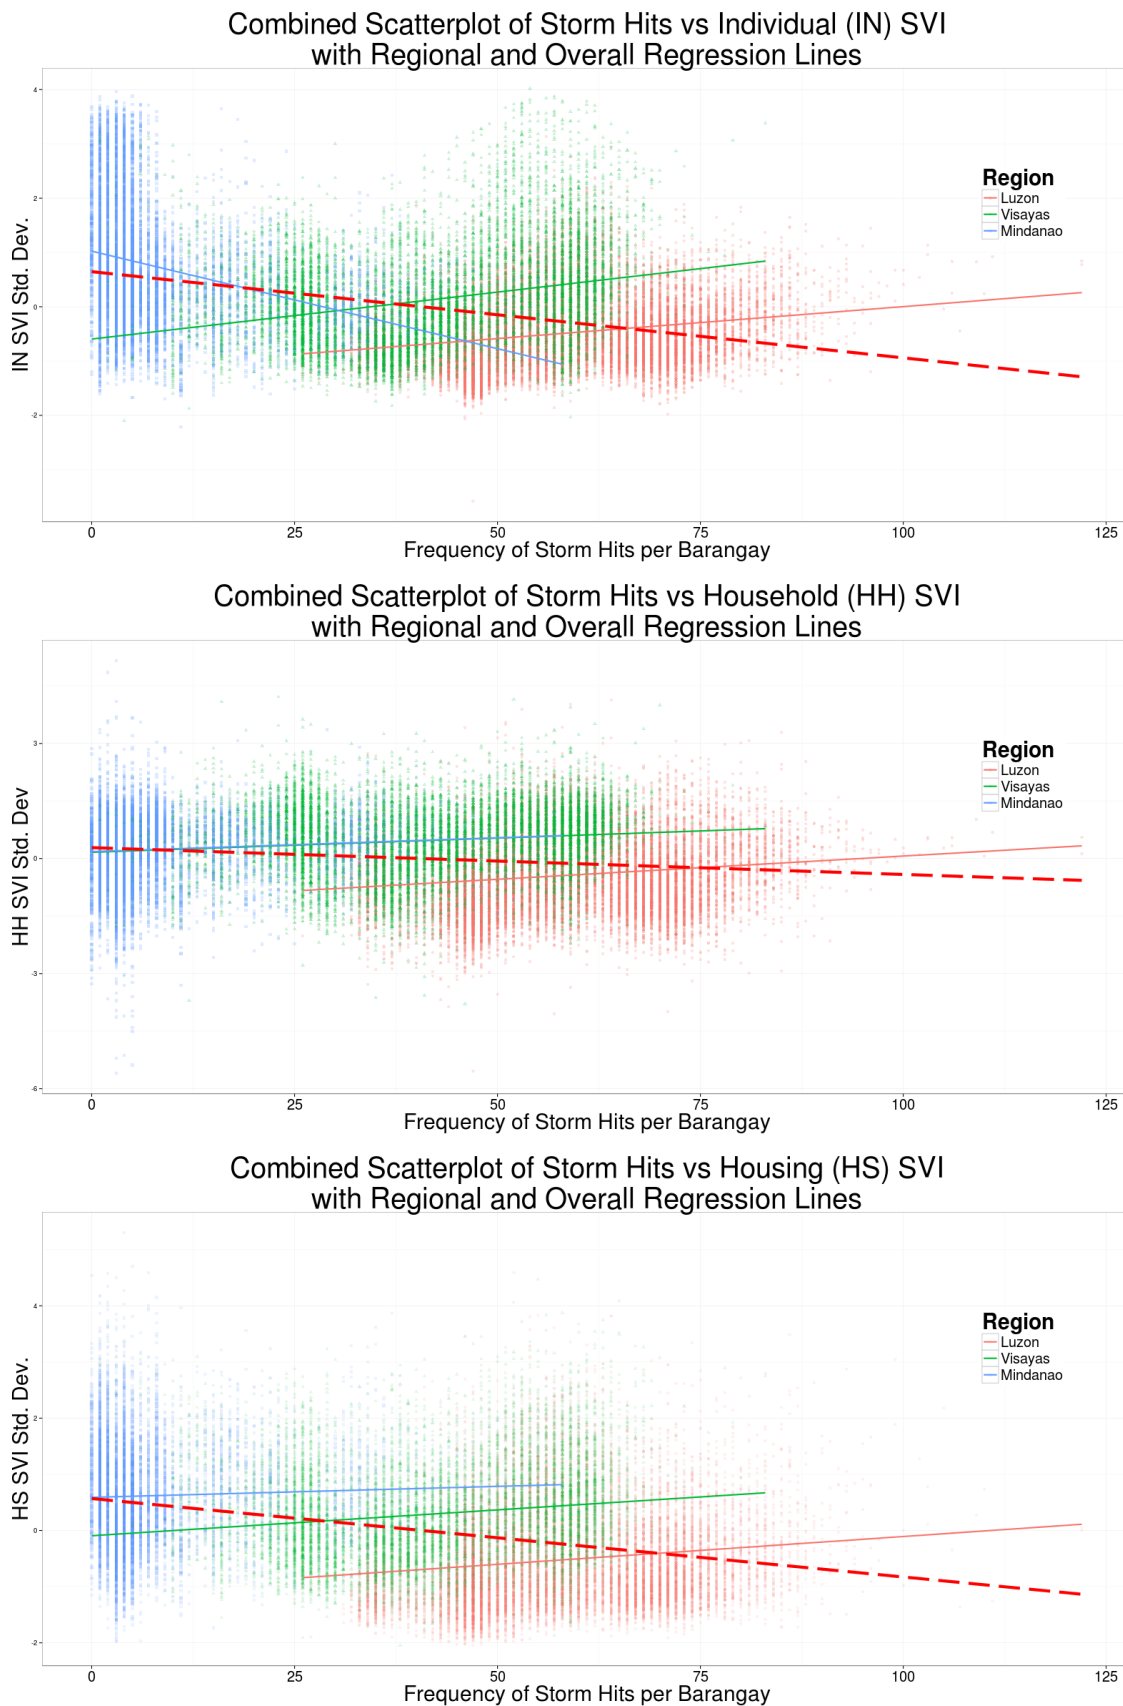 Combined Scatterplot of Storm Hits vs Individual (IN) SVI
with Regional and Overall Regression Lines
IN SVI Std. Dev.
4
2
0
-2
Region
Luzon
Visayas
Mindanao
0 25 50 75 100 125
Frequency of Storm Hits per Barangay
Combined Scatterplot of Storm Hits vs Household (HH) SVI
with Regional and Overall Regression Lines
HH SVI Std. Dev
3
0
-3
-6
Region
Luzon
Visayas
Mindanao
0 25 50 75 100 125
Frequency of Storm Hits per Barangay
Combined Scatterplot of Storm Hits vs Housing (HS) SVI
with Regional and Overall Regression Lines
HS SVI Std. Dev.
4
2
0
-2
Region
Luzon
Visayas
Mindanao
0 25 50 75 100 125
Frequency of Storm Hits per Barangay